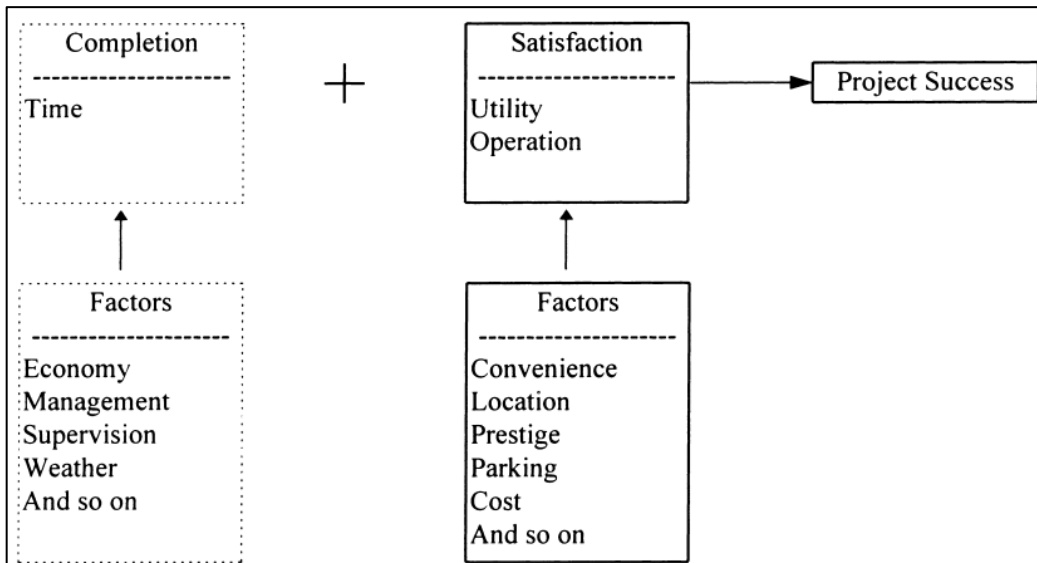 Completion
Time
+
Satisfaction
Utility
Operation
Project Success
Factors
Economy
Management
Supervision
Weather
And so on
Factors
Convenience
Location
Prestige
Parking
Cost
And so on